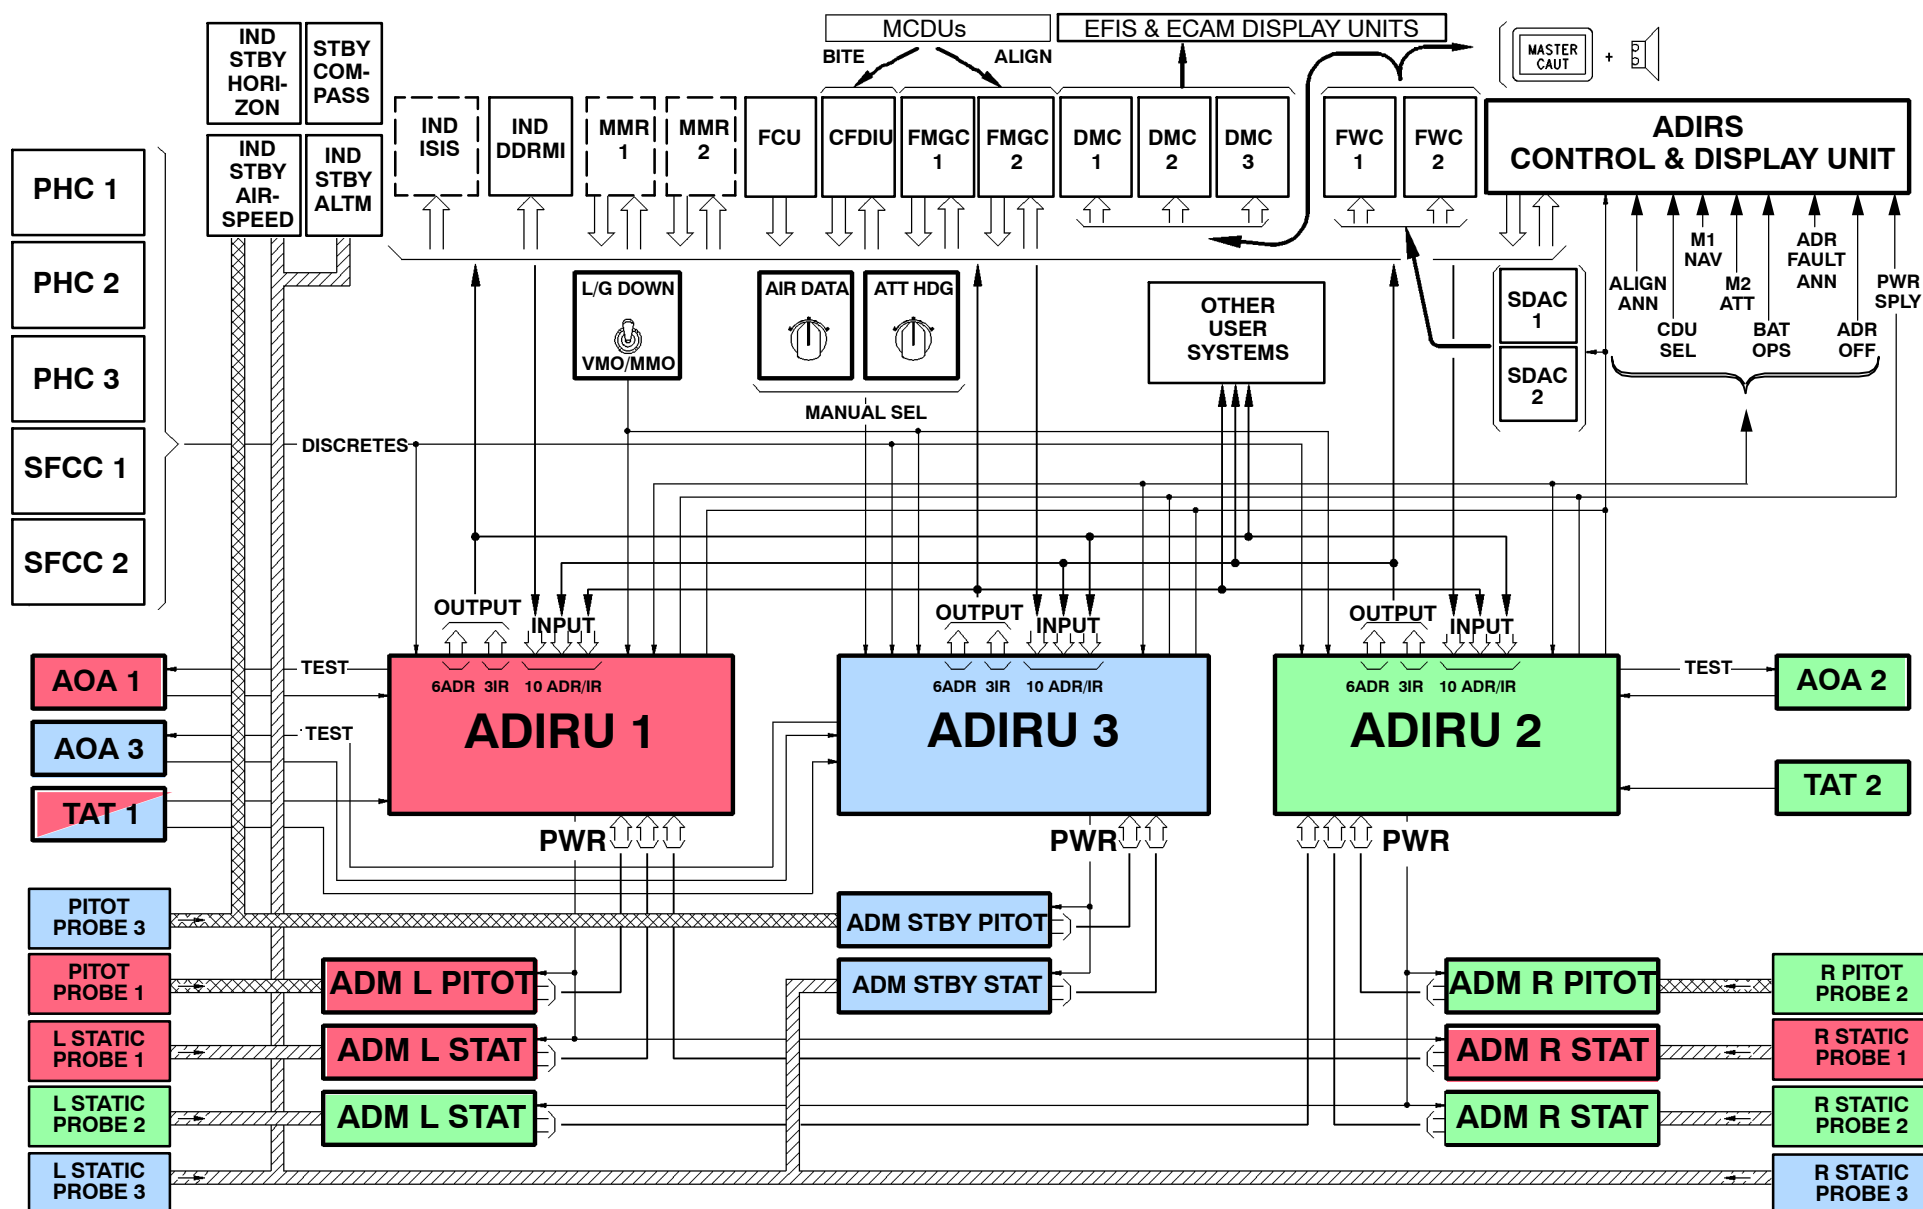 IND
STBY
HORI-
ZON
STBY
COM-
PASS
MCDUs
EFIS & ECAM DISPLAY UNITS
BITE
ALIGN
MASTER
CAUT
+
IND
ISIS
IND
DDRMI
MMR
1
MMR
2
FCU
CFDIU
FMGC
1
FMGC
2
DMC
1
DMC
2
DMC
3
FWC
1
FWC
2
ADIRS
CONTROL & DISPLAY UNIT
IND
STBY
AIR-
SPEED
IND
STBY
ALTM
PHC 1
PHC 2
PHC 3
SFCC 1
SFCC 2
L/G DOWN
VMO/MMO
AIR DATA
ATT HDG
MANUAL SEL
OTHER
USER
SYSTEMS
SDAC
1
SDAC
2
ALIGN
ANN
CDU
SEL
M1
NAV
M2
ATT
BAT
OPS
ADR
FAULT
ANN
ADR
OFF
PWR
SPLY
DISCRETES
OUTPUT
INPUT
OUTPUT
INPUT
OUTPUT
INPUT
6ADR 3IR 10 ADR/IR
ADIRU 1
6ADR 3IR 10 ADR/IR
ADIRU 3
6ADR 3IR 10 ADR/IR
ADIRU 2
AOA 1
TEST
AOA 3
TEST
TAT 1
TEST
AOA 2
TAT 2
PWR
PWR
PWR
PITOT
PROBE 3
ADM STBY PITOT
PITOT
PROBE 1
ADM L PITOT
ADM STBY STAT
ADM R PITOT
R PITOT
PROBE 2
L STATIC
PROBE 1
ADM L STAT
ADM R STAT
R STATIC
PROBE 1
L STATIC
PROBE 2
ADM L STAT
ADM R STAT
R STATIC
PROBE 2
L STATIC
PROBE 3
R STATIC
PROBE 3